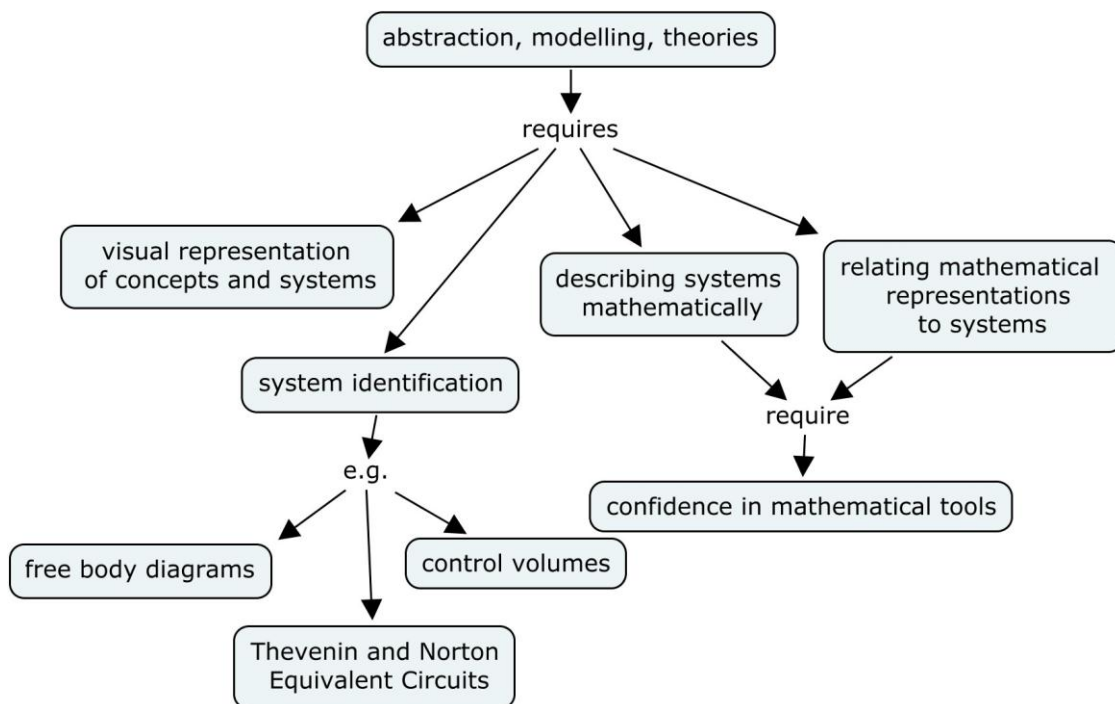 abstraction, modelling, theories
requires
visual representation
of concepts and systems
describing systems
mathematically
relating mathematical
representations
to systems
system identification
require
e.g.
confidence in mathematical tools
free body diagrams
control volumes
Thevenin and Norton
Equivalent Circuits